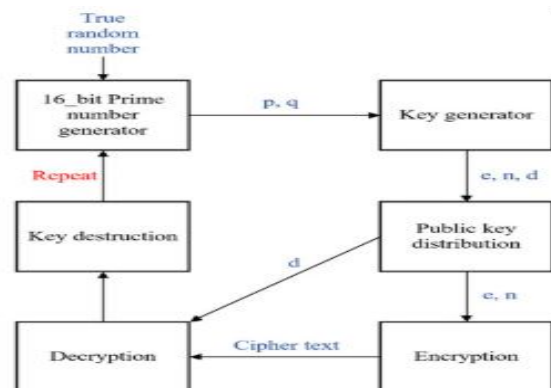 True
random
number
16_bit Prime
number
generator
p, q
Key generator
Repeat
e, n, d
Key destruction
Public key
distribution
d
e, n
Decryption
Cipher text
Encryption